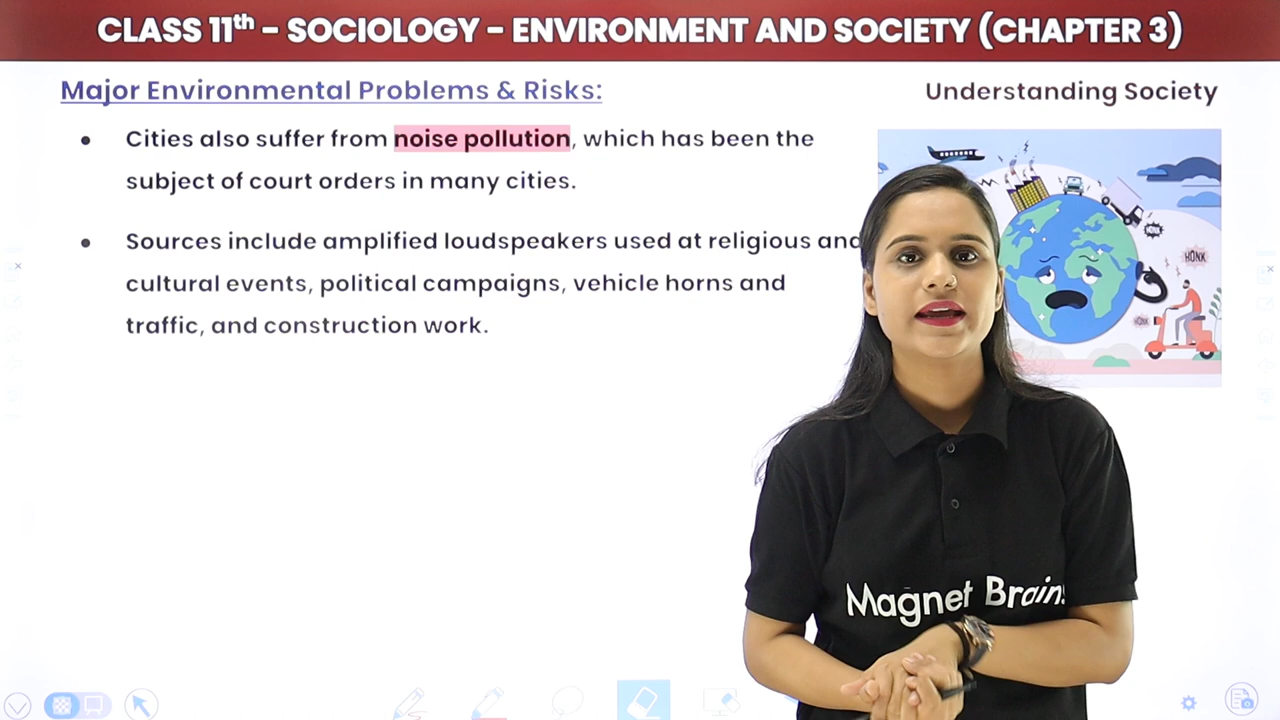 CLASS 11th – SOCIOLOGY – ENVIRONMENT AND SOCIETY (CHAPTER 3)
Major Environmental Problems & Risks:
Understanding Society
• Cities also suffer from noise pollution, which has been the
subject of court orders in many cities.
• Sources include amplified loudspeakers used at religious and
cultural events, political campaigns, vehicle horns and
traffic, and construction work.
HONK
Magnet Brains